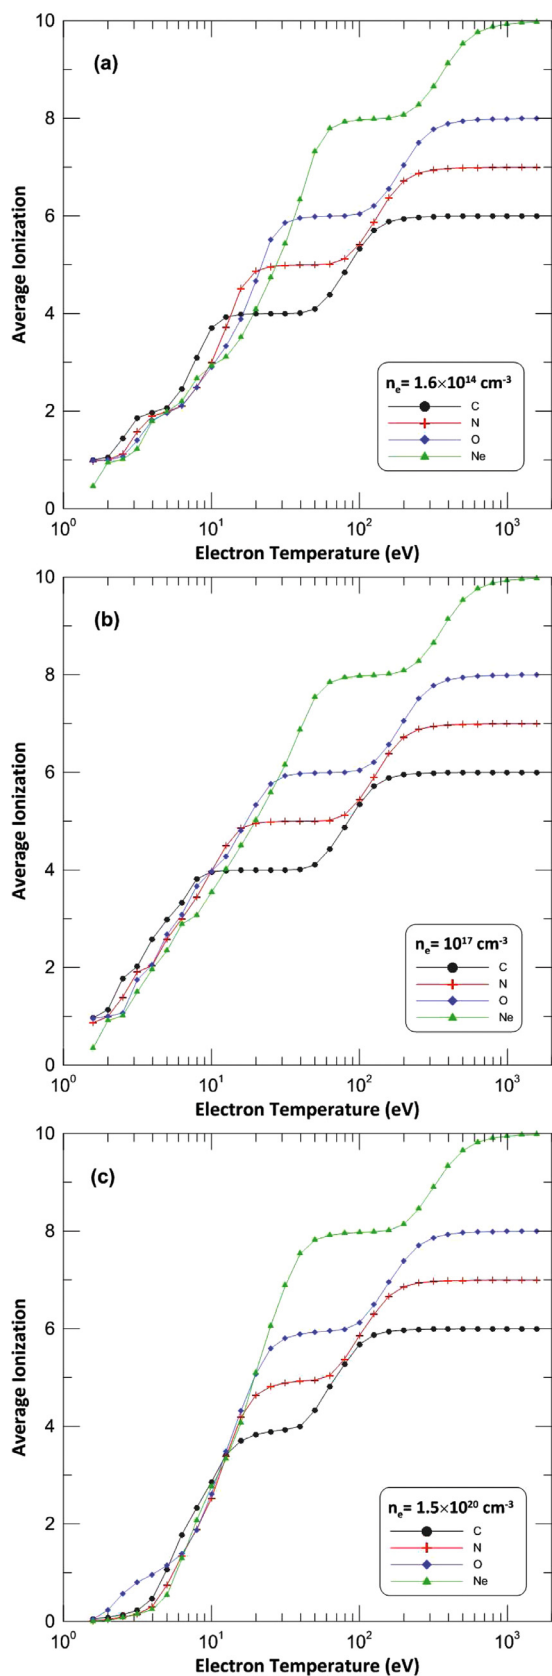 (a)
10
8
6
4
2
0
Average Ionization
nₑ= 1.6×10¹⁴ cm⁻³
C
N
O
Ne
10⁰ 10¹ 10² 10³
Electron Temperature (eV)
(b)
10
8
6
4
2
0
Average Ionization
nₑ= 10¹⁷ cm⁻³
C
N
O
Ne
10⁰ 10¹ 10² 10³
Electron Temperature (eV)
(c)
10
8
6
4
2
0
Average Ionization
nₑ= 1.5×10²⁰ cm⁻³
C
N
O
Ne
10⁰ 10¹ 10² 10³
Electron Temperature (eV)